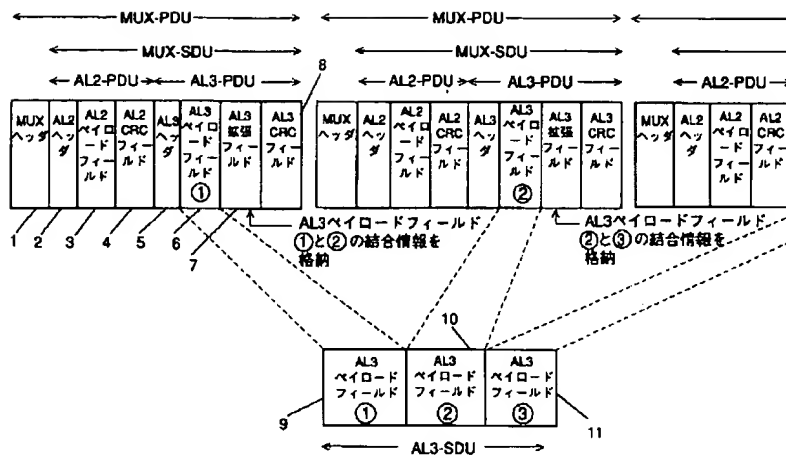 MUX-PDU
MUX-PDU
MUX-SDU
MUX-SDU
AL2-PDU
AL3-PDU
8
AL2-PDU
AL3-PDU
AL2-PDU
MUX
ヘッダ
AL2
ヘッダ
AL2
ペイロード
フィールド
AL2
CRC
フィールド
AL3
ヘッダ
AL3
ペイロード
フィールド
①
AL3
拡張
フィールド
AL3
CRC
フィールド
MUX
ヘッダ
AL2
ヘッダ
AL2
ペイロード
フィールド
AL2
CRC
フィールド
AL3
ヘッダ
AL3
ペイロード
フィールド
②
AL3
拡張
フィールド
AL3
CRC
フィールド
MUX
ヘッダ
AL2
ヘッダ
AL2
ペイロード
フィールド
AL2
CRC
フィールド
1
2
3
4
5
6
7
AL3ペイロードフィールド
①と②の結合情報を
格納
AL3ペイロードフィールド
②と③の結合情報を
格納
10
9
AL3
ペイロード
フィールド
①
AL3
ペイロード
フィールド
②
AL3
ペイロード
フィールド
③
11
AL3-SDU